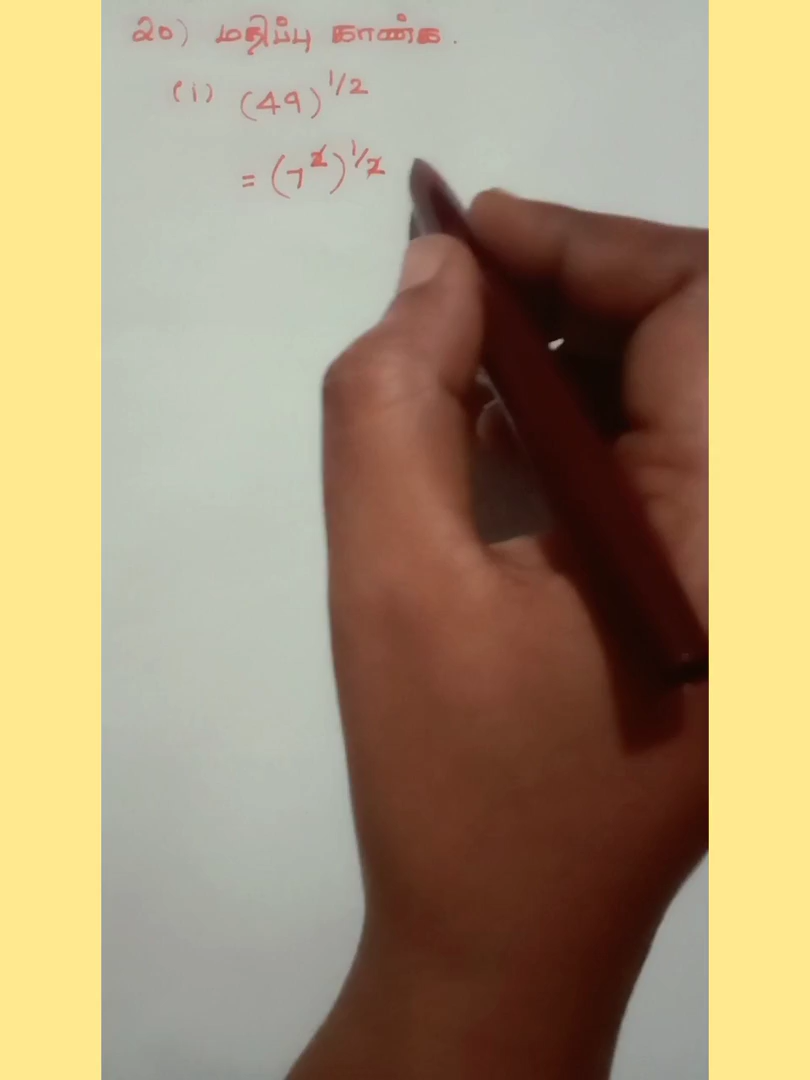 20) மதிப்பு காண்க.
(i) (49)^1/2
= (7^2)^1/2